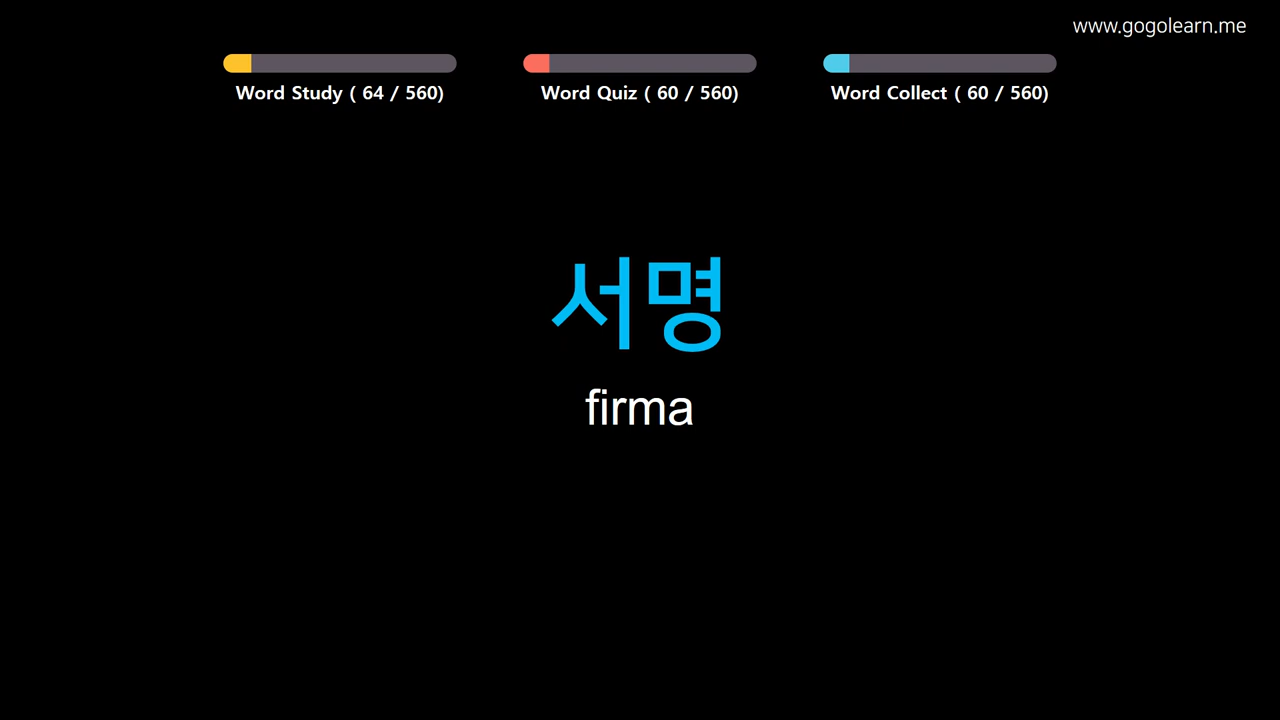 www.gogolearn.me
Word Study ( 64 / 560)
Word Quiz ( 60 / 560)
Word Collect ( 60 / 560)
서명
firma